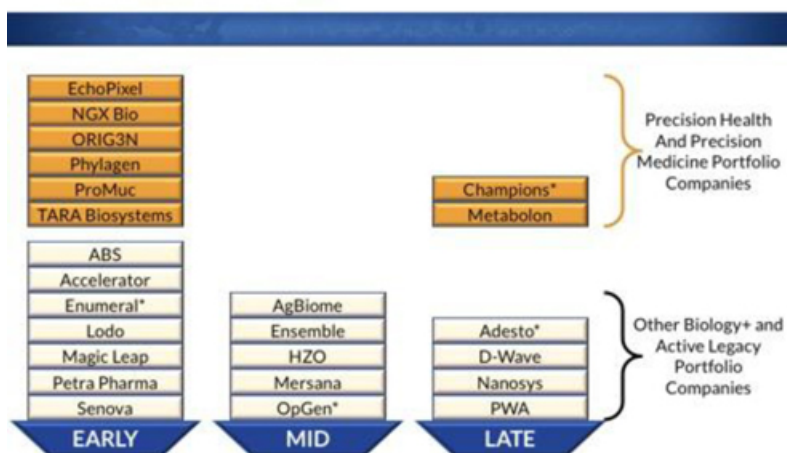 EchoPixel
NGX Bio
ORIG3N
Phylagen
ProMuc
TARA Biosystems
Champions*
Metabolon
Precision Health
And Precision
Medicine Portfolio
Companies
ABS
Accelerator
Enumeral*
Lodo
Magic Leap
Petra Pharma
Senova
AgBiome
Ensemble
HZO
Mersana
OpGen*
Adesto*
D-Wave
Nanosys
PWA
Other Biology+ and
Active Legacy
Portfolio
Companies
EARLY
MID
LATE